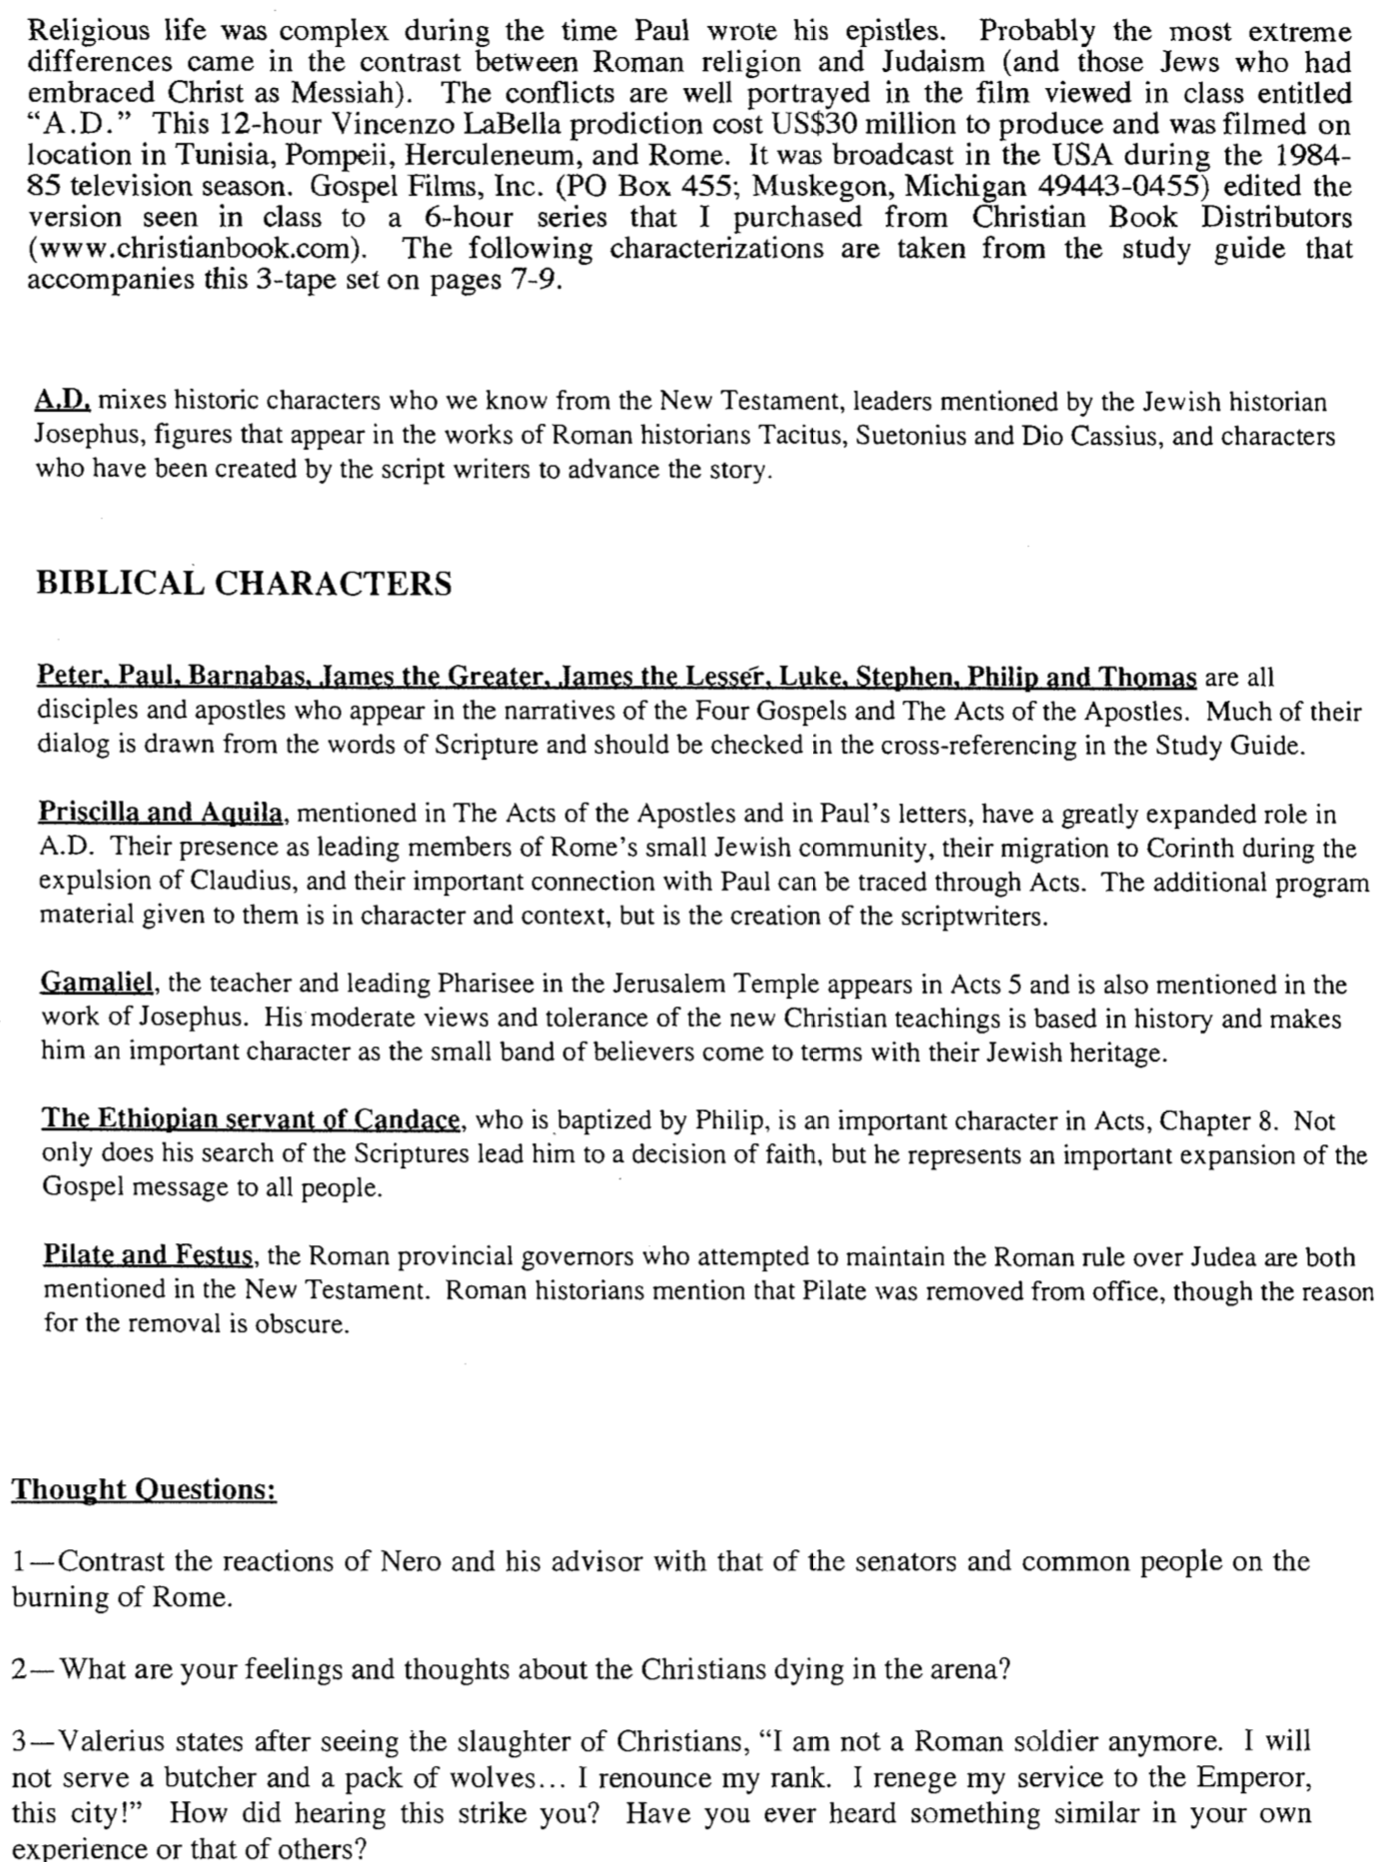 Religious life was complex during the time Paul wrote his epistles. Probably the most extreme
differences came in the contrast between Roman religion and Judaism (and those Jews who had
embraced Christ as Messiah). The conflicts are well portrayed in the film viewed in class entitled
“A.D.” This 12-hour Vincenzo LaBella prodiction cost US$30 million to produce and was filmed on
location in Tunisia, Pompeii, Herculeneum, and Rome. It was broadcast in the USA during the 1984-
85 television season. Gospel Films, Inc. (PO Box 455; Muskegon, Michigan 49443-0455) edited the
version seen in class to a 6-hour series that I purchased from Christian Book Distributors
(www.christianbook.com). The following characterizations are taken from the study guide that
accompanies this 3-tape set on pages 7-9.
A.D. mixes historic characters who we know from the New Testament, leaders mentioned by the Jewish historian
Josephus, figures that appear in the works of Roman historians Tacitus, Suetonius and Dio Cassius, and characters
who have been created by the script writers to advance the story.
BIBLICAL CHARACTERS
Peter, Paul, Barnabas, James the Greater, James the Lesser, Luke, Stephen, Philip and Thomas are all
disciples and apostles who appear in the narratives of the Four Gospels and The Acts of the Apostles. Much of their
dialog is drawn from the words of Scripture and should be checked in the cross-referencing in the Study Guide.
Priscilla and Aquila, mentioned in The Acts of the Apostles and in Paul’s letters, have a greatly expanded role in
A.D. Their presence as leading members of Rome’s small Jewish community, their migration to Corinth during the
expulsion of Claudius, and their important connection with Paul can be traced through Acts. The additional program
material given to them is in character and context, but is the creation of the scriptwriters.
Gamaliel, the teacher and leading Pharisee in the Jerusalem Temple appears in Acts 5 and is also mentioned in the
work of Josephus. His moderate views and tolerance of the new Christian teachings is based in history and makes
him an important character as the small band of believers come to terms with their Jewish heritage.
The Ethiopian servant of Candace, who is baptized by Philip, is an important character in Acts, Chapter 8. Not
only does his search of the Scriptures lead him to a decision of faith, but he represents an important expansion of the
Gospel message to all people.
Pilate and Festus, the Roman provincial governors who attempted to maintain the Roman rule over Judea are both
mentioned in the New Testament. Roman historians mention that Pilate was removed from office, though the reason
for the removal is obscure.
Thought Questions:
1—Contrast the reactions of Nero and his advisor with that of the senators and common people on the
burning of Rome.
2—What are your feelings and thoughts about the Christians dying in the arena?
3—Valerius states after seeing the slaughter of Christians, “I am not a Roman soldier anymore. I will
not serve a butcher and a pack of wolves… I renounce my rank. I renege my service to the Emperor,
this city!” How did hearing this strike you? Have you ever heard something similar in your own
experience or that of others?